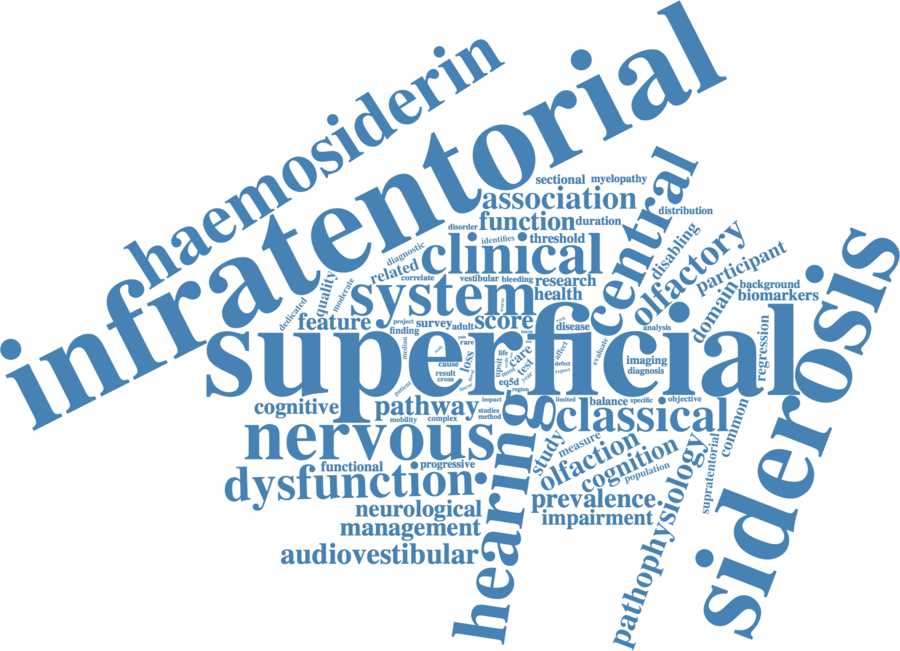 infratentorial
haemosiderin
superficial
siderosis
sectional
myelopathy
association
central
distribution
function
duration
disorder
identifies
threshold
diagnostic
clinical
related
correlate
vestibular
bleeding
research
disabling
olfactory
participant
quality
moderate
dedicated
system
health
domain
background
biomarkers
feature
project
survey
adult
score
disease
analysis
finding
rare
median
loss
life
care
test
affect
defect
evaluate
imaging
diagnosis
regression
cause
result
cross
upsit
eq5d
region
report
patient
cognitive
pathway
impact
studies
method
mobility
complex
limited
balance
specific
objective
classical
common
nervous
hearing
study
measure
olfaction
cognition
population
pathophysiology
supratentorial
functional
progressive
dysfunction
prevalence
neurological
impairment
management
audiovestibular